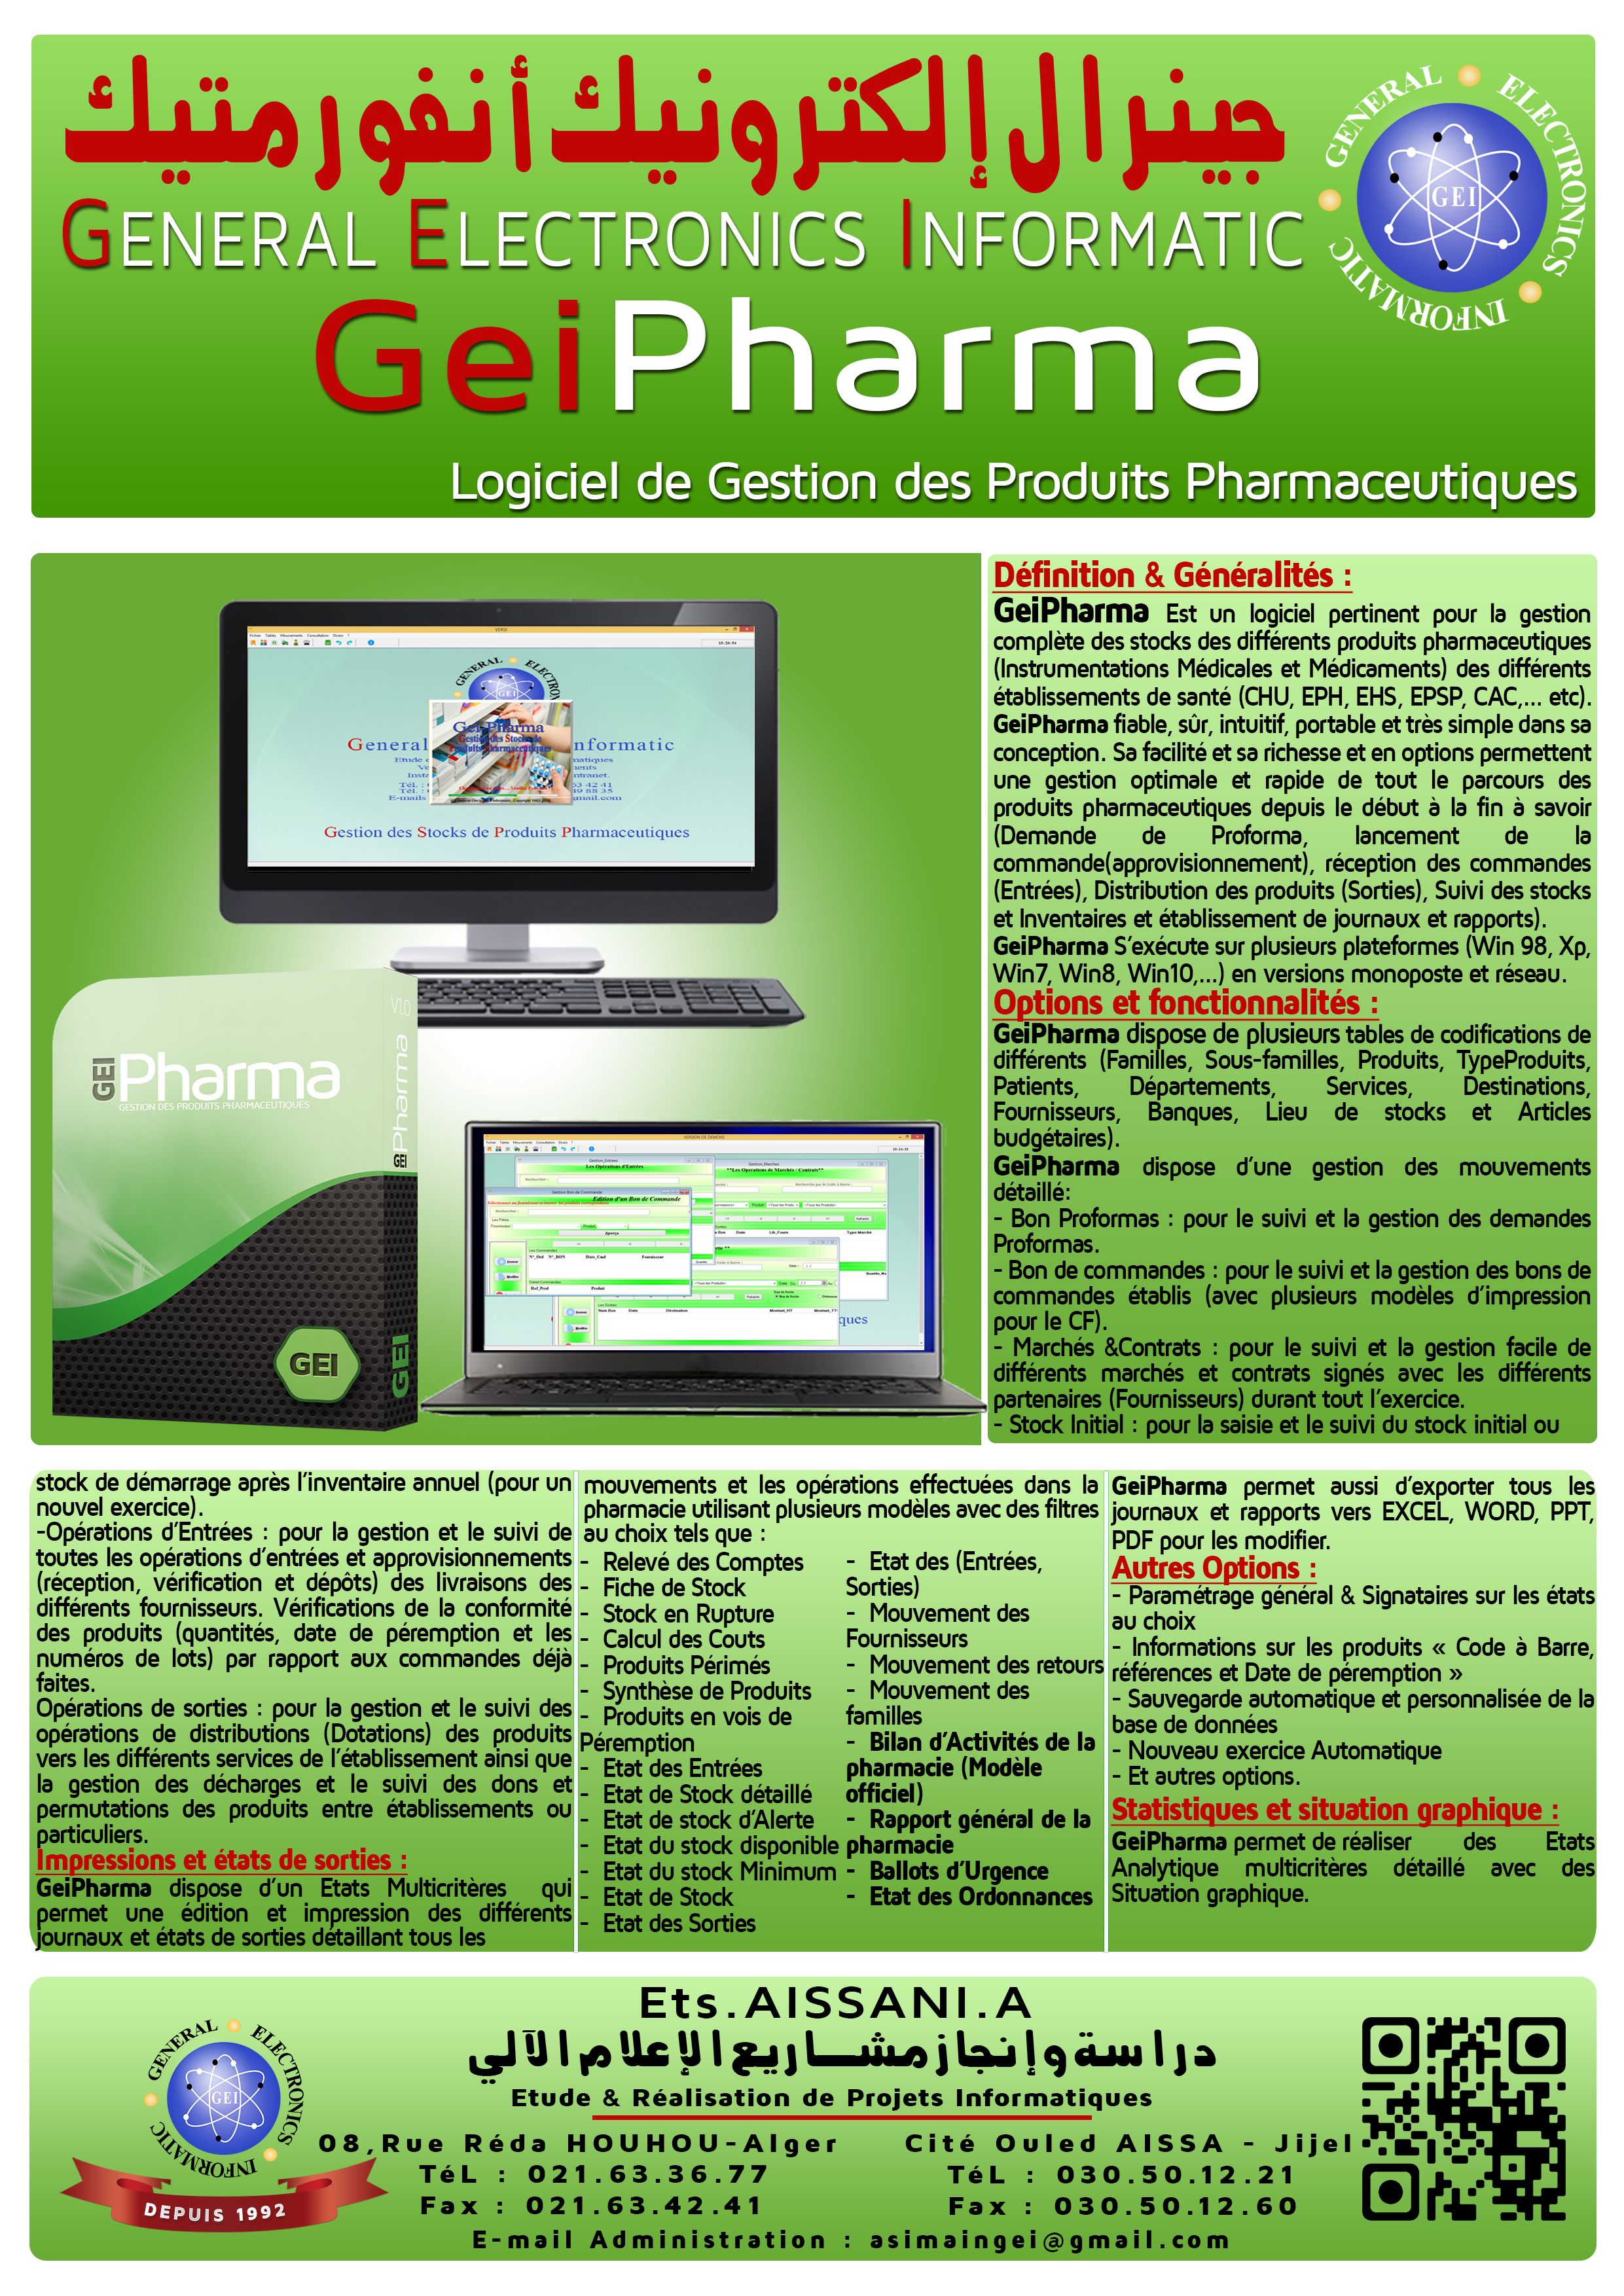 جينرال إلكترونيك أنفورمتيك
GENERAL ELECTRONICS INFORMATIC
GENERAL ELECTRONICS INFORMATIC
GEI
GeiPharma
Logiciel de Gestion des Produits Pharmaceutiques
General
nformatic
Gei Pharma
Gestion des Stocks de
Produits Pharmaceutiques
Gestion des Stocks de Produits Pharmaceutiques
GEI Pharma
GESTION DES PRODUITS PHARMACEUTIQUES
GEI
GEI Pharma
GEI
Les Opérations d'Entrées
Edition d'un Bon de Commande
Définition & Généralités :
GeiPharma Est un logiciel pertinent pour la gestion
complète des stocks des différents produits pharmaceutiques
(Instrumentations Médicales et Médicaments) des différents
établissements de santé (CHU, EPH, EHS, EPSP, CAC,... etc).
GeiPharma fiable, sûr, intuitif, portable et très simple dans sa
conception. Sa facilité et sa richesse et en options permettent
une gestion optimale et rapide de tout le parcours des
produits pharmaceutiques depuis le début à la fin à savoir
(Demande de Proforma, lancement de la
commande(approvisionnement), réception des commandes
(Entrées), Distribution des produits (Sorties), Suivi des stocks
et Inventaires et établissement de journaux et rapports).
GeiPharma S'exécute sur plusieurs plateformes (Win 98, Xp,
Win7, Win8, Win10,...) en versions monoposte et réseau.
Options et fonctionnalités :
GeiPharma dispose de plusieurs tables de codifications de
différents (Familles, Sous-familles, Produits, TypeProduits,
Patients, Départements, Services, Destinations,
Fournisseurs, Banques, Lieu de stocks et Articles
budgétaires).
GeiPharma dispose d'une gestion des mouvements
détaillé:
- Bon Proformas : pour le suivi et la gestion des demandes
Proformas.
- Bon de commandes : pour le suivi et la gestion des bons de
commandes établis (avec plusieurs modèles d'impression
pour le CF).
- Marchés &Contrats : pour le suivi et la gestion facile de
différents marchés et contrats signés avec les différents
partenaires (Fournisseurs) durant tout l'exercice.
- Stock Initial : pour la saisie et le suivi du stock initial ou
stock de démarrage après l'inventaire annuel (pour un
nouvel exercice).
-Opérations d'Entrées : pour la gestion et le suivi de
toutes les opérations d'entrées et approvisionnements
(réception, vérification et dépôts) des livraisons des
différents fournisseurs. Vérifications de la conformité
des produits (quantités, date de péremption et les
numéros de lots) par rapport aux commandes déjà
faites.
Opérations de sorties : pour la gestion et le suivi des
opérations de distributions (Dotations) des produits
vers les différents services de l'établissement ainsi que
la gestion des décharges et le suivi des dons et
permutations des produits entre établissements ou
particuliers.
Impressions et états de sorties :
GeiPharma dispose d'un Etats Multicritères qui
permet une édition et impression des différents
journaux et états de sorties détaillant tous les
mouvements et les opérations effectuées dans la
pharmacie utilisant plusieurs modèles avec des filtres
au choix tels que :
- Relevé des Comptes
- Fiche de Stock
- Stock en Rupture
- Calcul des Couts
- Produits Périmés
- Synthèse de Produits
- Produits en vois de
Péremption
- Etat des Entrées
- Etat de Stock détaillé
- Etat de stock d'Alerte
- Etat du stock disponible
- Etat du stock Minimum
- Etat de Stock
- Etat des Sorties
- Etat des (Entrées,
Sorties)
- Mouvement des
Fournisseurs
- Mouvement des retours
- Mouvement des
familles
- Bilan d'Activités de la
pharmacie (Modèle
officiel)
- Rapport général de la
pharmacie
- Ballots d'Urgence
- Etat des Ordonnances
GeiPharma permet aussi d'exporter tous les
journaux et rapports vers EXCEL, WORD, PPT,
PDF pour les modifier.
Autres Options :
- Paramétrage général & Signataires sur les états
au choix
- Informations sur les produits « Code à Barre,
références et Date de péremption »
- Sauvegarde automatique et personnalisée de la
base de données
- Nouveau exercice Automatique
- Et autres options.
Statistiques et situation graphique :
GeiPharma permet de réaliser des Etats
Analytique multicritères détaillé avec des
Situation graphique.
GENERAL ELECTRONICS INFORMATIC
GEI
DEPUIS 1992
Ets.AISSANI.A
دراسة وإنجاز مشـــاريع الإعلام الآلي
Etude & Réalisation de Projets Informatiques
08,Rue Réda HOUHOU-Alger
TéL : 021.63.36.77
Fax : 021.63.42.41
Cité Ouled AISSA - Jijel
TéL : 030.50.12.21
Fax : 030.50.12.60
E-mail Administration : asimaingei@gmail.com